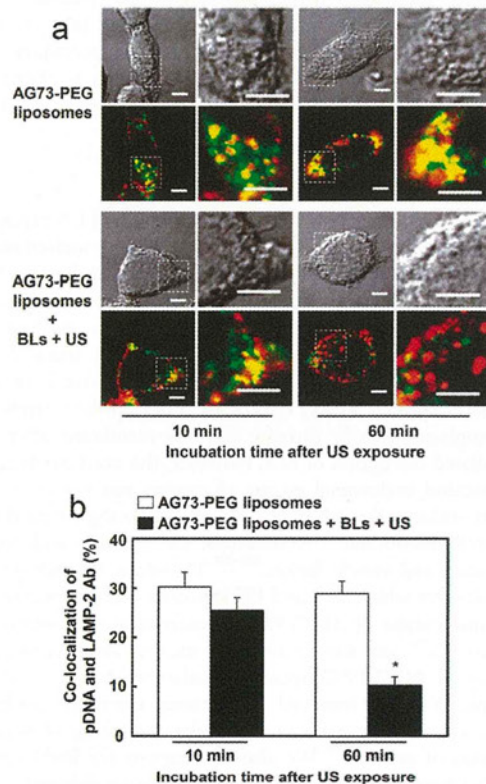 a
AG73-PEG
liposomes
AG73-PEG
liposomes
+
BLs + US
10 min
60 min
Incubation time after US exposure
b
AG73-PEG liposomes
AG73-PEG liposomes + BLs + US
Co-localization of
pDNA and LAMP-2 Ab (%)
40
30
20
10
0
*
10 min
60 min
Incubation time after US exposure